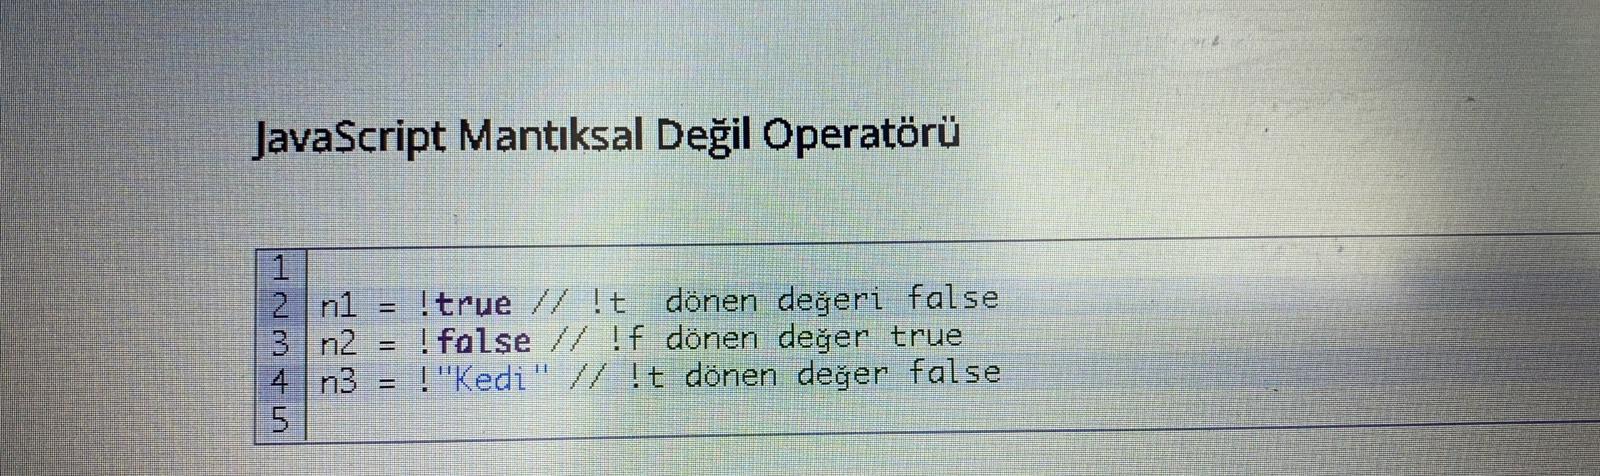 JavaScript Mantıksal Değil Operatörü
1
2 n1 = !true // !t  dönen değeri false
3 n2 = !false // !f dönen değer true
4 n3 = !"Kedi" // !t dönen değer false
5